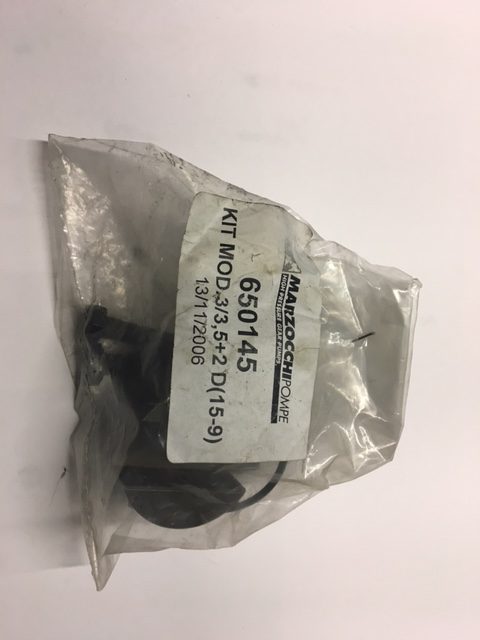 MARZOCCHIPOMPE
HIGH PRESSURE GEAR PUMPS
650145
KIT MOD.3/3,5+2 D(15-9)
13/11/2006